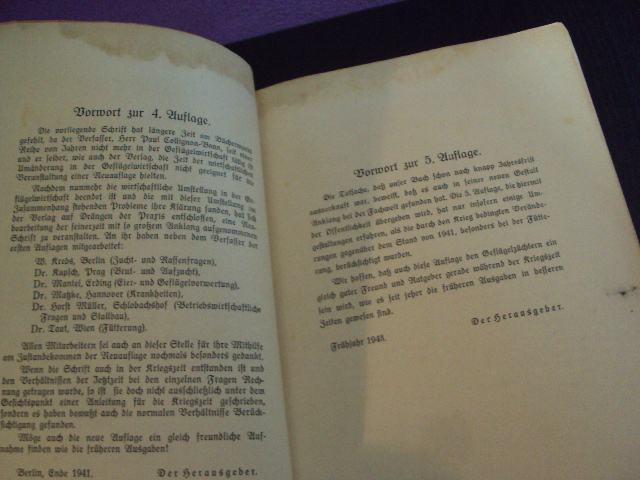 Vorwort zur 4. Auflage.
Die vorliegende Schrift hat längere Zeit am Büchermarkt
gefehlt, da der Verfasser, Herr Paul Collignon-Bonn, seit einer
Reihe von Jahren nicht mehr in der Geflügelwirtschaft tätig ist
und er selber, wie auch der Verlag, die Zeit der wirtschaftlichen
Umänderung in der Geflügelwirtschaft nicht geeignet für die
Veranstaltung einer Neuauflage hielten.
Nachdem nunmehr die wirtschaftliche Umstellung in der Ge-
flügelwirtschaft beendet ist und die mit dieser Umstellung in
Zusammenhang stehenden Probleme ihre Klärung fanden, hat sich
der Verlag auf Drängen der Praxis entschlossen, eine Neu-
bearbeitung der seinerzeit mit so großem Anklang aufgenommenen
Schrift zu veranstalten. An ihr haben neben dem Verfasser der
ersten Auflagen mitgearbeitet:
W. Krebs, Berlin (Zucht- und Rassenfragen),
Dr. Kupsch, Prag (Brut- und Aufzucht),
Dr. Mantel, Erding (Eier- und Geflügelverwertung),
Dr. Matzke, Hannover (Krankheiten),
Dr. Horst Müller, Schlobachshof (Betriebswirtschaftliche
Fragen und Stallbau),
Dr. Taut, Wien (Fütterung).
Allen Mitarbeitern sei auch an dieser Stelle für ihre Mithilfe
am Zustandekommen der Neuauflage nochmals besonders gedankt.
Wenn die Schrift auch in der Kriegszeit entstanden ist und
den Verhältnissen der Jetztzeit bei den einzelnen Fragen Rech-
nung getragen wurde, so ist sie doch nicht ausschließlich unter dem
Gesichtspunkt einer Anleitung für die Kriegszeit geschrieben,
sondern es haben bewußt auch die normalen Verhältnisse Berück-
sichtigung gefunden.
Möge auch die neue Auflage ein gleich freundliche Auf-
nahme finden wie die früheren Ausgaben!
Berlin, Ende 1941. Der Herausgeber.
Vorwort zur 5. Auflage.
Die Tatsache, daß unser Buch schon nach knapp Jahresfrist
ausverkauft war, beweist, daß es auch in seiner neuen Gestalt
Anklang bei der Fachwelt gefunden hat. Die 5. Auflage, die hiermit
der Öffentlichkeit übergeben wird, hat nur insofern einige Um-
gestaltungen erfahren, als die durch den Krieg bedingten Verände-
rungen gegenüber dem Stand von 1941, besonders bei der Fütte-
rung, berücksichtigt wurden.
Wir hoffen, daß auch diese Auflage den Geflügelzüchtern ein
gleich guter Freund und Ratgeber gerade während der Kriegszeit
sein wird, wie es seit jeher die früheren Ausgaben in besseren
Zeiten gewesen sind.
Der Herausgeber.
Frühjahr 1943.